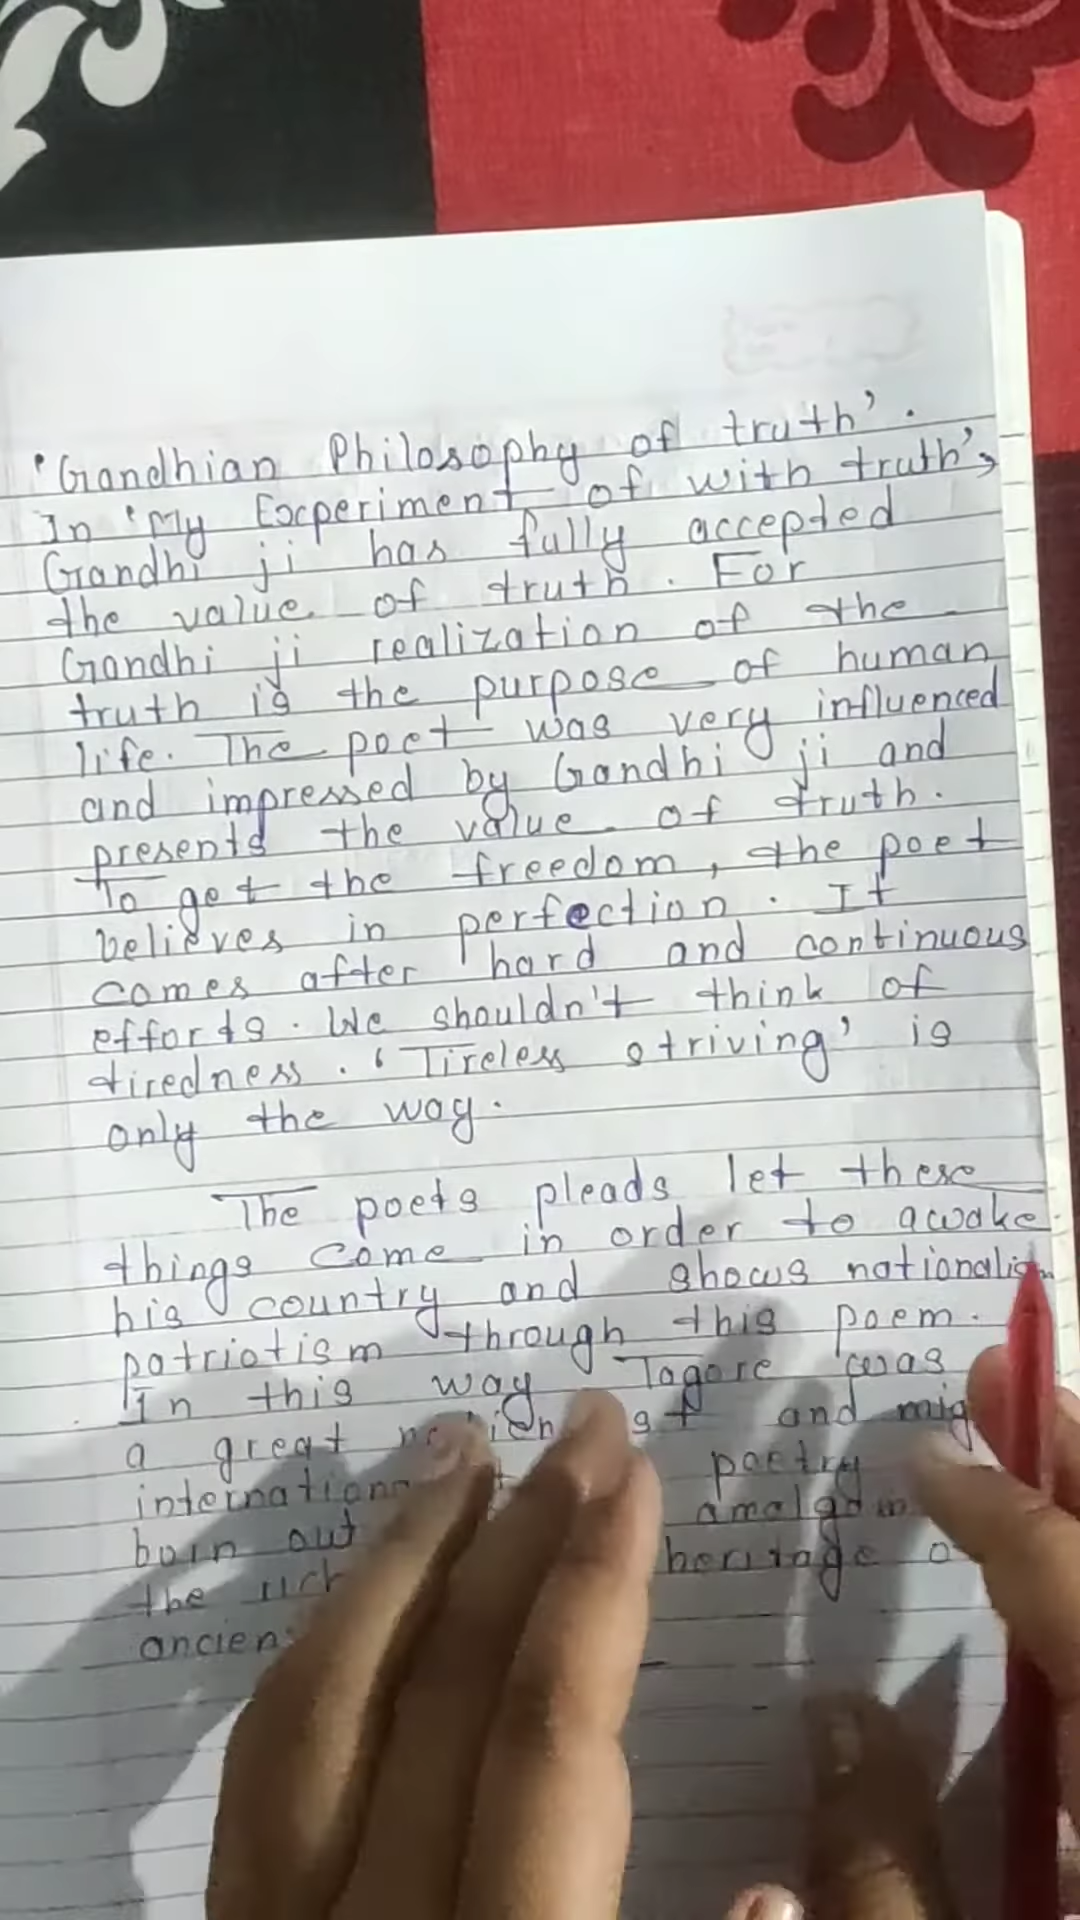 'Gandhian Philosophy of truth'.
In 'My Experiment of with truth',
Gandhi ji has fully accepted
the value of truth. For
Gandhi ji realization of the
truth is the purpose of human
life. The poet was very influenced
and impressed by Gandhi ji and
presents the value of truth.
To get the freedom, the poet
believes in perfection. It
comes after hard and continuous
efforts. We shouldn't think of
tiredness. 'Tireless striving' is
only the way.
The poets pleads let these
things come in order to awake
his country and shows nationalism
patriotism through this poem.
In this way Tagore was
a great and
poetry
born out
the rich heritage